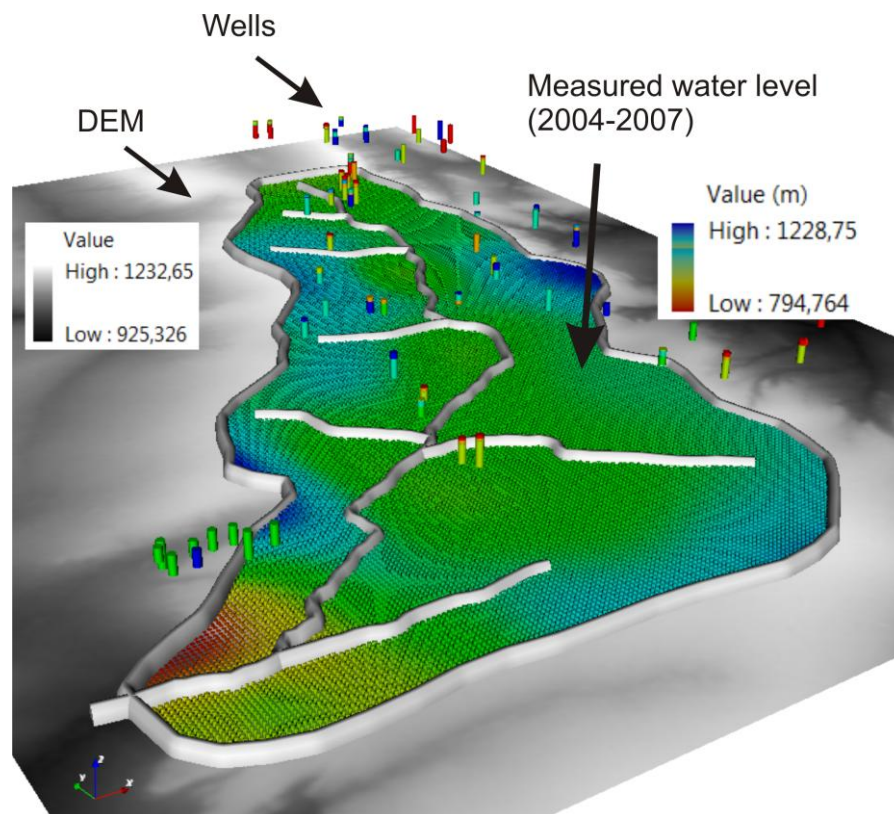 Wells
DEM
Measured water level
(2004-2007)
Value (m)
High : 1228,75
Low : 794,764
Value
High : 1232,65
Low : 925,326
z
y
x